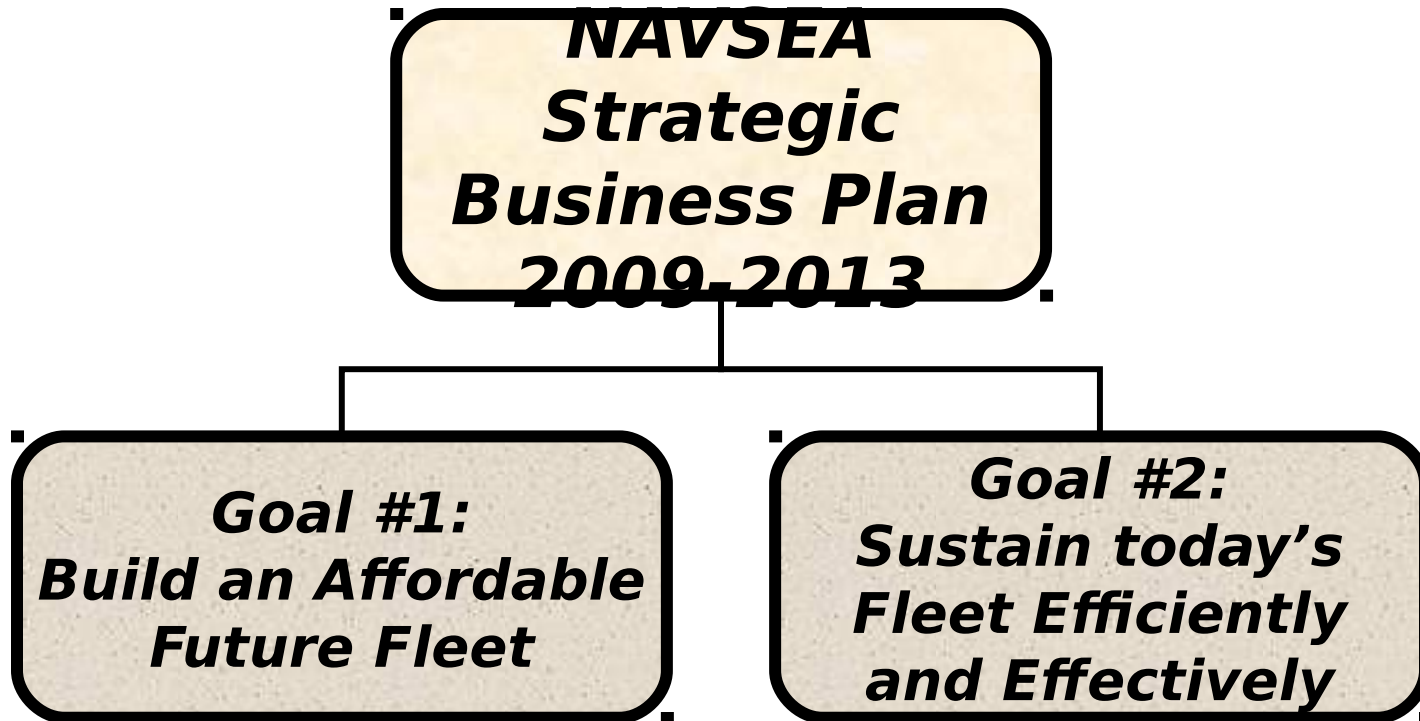 NAVSEA
Strategic
Business Plan
2009-2013
Goal #1:
Build an Affordable
Future Fleet
Goal #2:
Sustain today’s
Fleet Efficiently
and Effectively